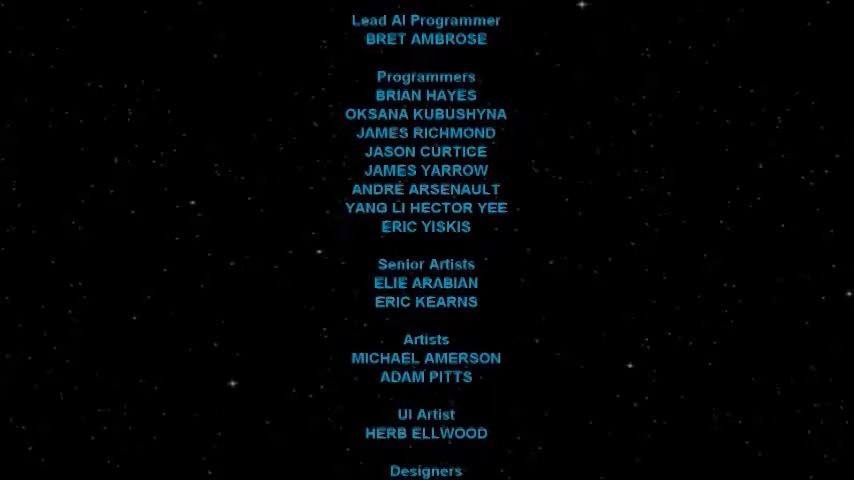 Lead AI Programmer
BRET AMBROSE
Programmers
BRIAN HAYES
OKSANA KUBUSHYNA
JAMES RICHMOND
JASON CURTICE
JAMES YARROW
ANDRÉ ARSENAULT
YANG LI HECTOR YEE
ERIC YISKIS
Senior Artists
ELIE ARABIAN
ERIC KEARNS
Artists
MICHAEL AMERSON
ADAM PITTS
UI Artist
HERB ELLWOOD
Designers